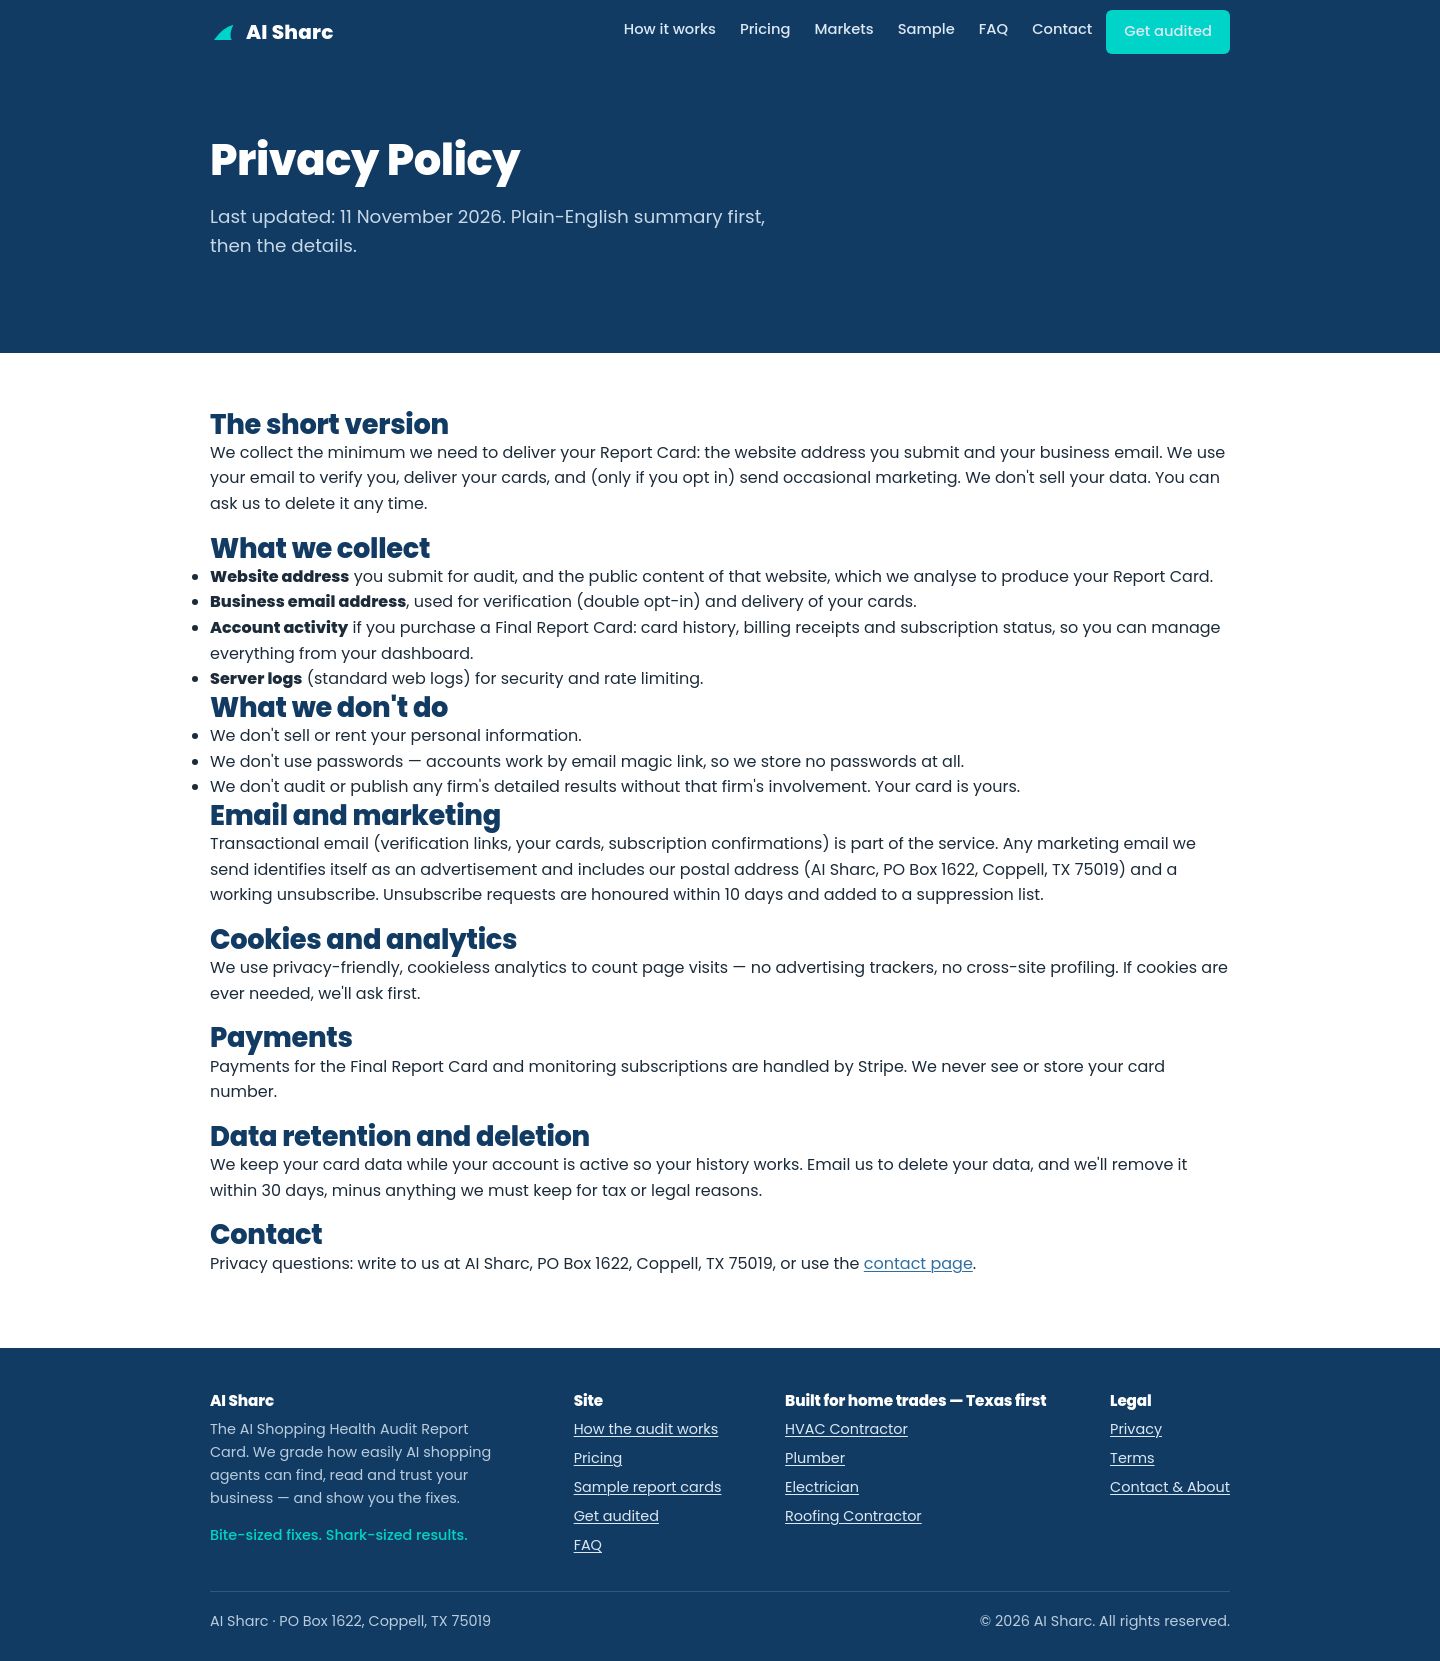 AI Sharc
How it works
Pricing
Markets
Sample
FAQ
Contact
Get audited
Privacy Policy
Last updated: 11 November 2026. Plain-English summary first,
then the details.
The short version
We collect the minimum we need to deliver your Report Card: the website address you submit and your business email. We use
your email to verify you, deliver your cards, and (only if you opt in) send occasional marketing. We don't sell your data. You can
ask us to delete it any time.
What we collect
• Website address you submit for audit, and the public content of that website, which we analyse to produce your Report Card.
• Business email address, used for verification (double opt-in) and delivery of your cards.
• Account activity if you purchase a Final Report Card: card history, billing receipts and subscription status, so you can manage
everything from your dashboard.
• Server logs (standard web logs) for security and rate limiting.
What we don't do
• We don't sell or rent your personal information.
• We don't use passwords — accounts work by email magic link, so we store no passwords at all.
• We don't audit or publish any firm's detailed results without that firm's involvement. Your card is yours.
Email and marketing
Transactional email (verification links, your cards, subscription confirmations) is part of the service. Any marketing email we
send identifies itself as an advertisement and includes our postal address (AI Sharc, PO Box 1622, Coppell, TX 75019) and a
working unsubscribe. Unsubscribe requests are honoured within 10 days and added to a suppression list.
Cookies and analytics
We use privacy-friendly, cookieless analytics to count page visits — no advertising trackers, no cross-site profiling. If cookies are
ever needed, we'll ask first.
Payments
Payments for the Final Report Card and monitoring subscriptions are handled by Stripe. We never see or store your card
number.
Data retention and deletion
We keep your card data while your account is active so your history works. Email us to delete your data, and we'll remove it
within 30 days, minus anything we must keep for tax or legal reasons.
Contact
Privacy questions: write to us at AI Sharc, PO Box 1622, Coppell, TX 75019, or use the contact page.
AI Sharc
The AI Shopping Health Audit Report
Card. We grade how easily AI shopping
agents can find, read and trust your
business — and show you the fixes.
Bite-sized fixes. Shark-sized results.
Site
How the audit works
Pricing
Sample report cards
Get audited
FAQ
Built for home trades — Texas first
HVAC Contractor
Plumber
Electrician
Roofing Contractor
Legal
Privacy
Terms
Contact & About
AI Sharc · PO Box 1622, Coppell, TX 75019
© 2026 AI Sharc. All rights reserved.